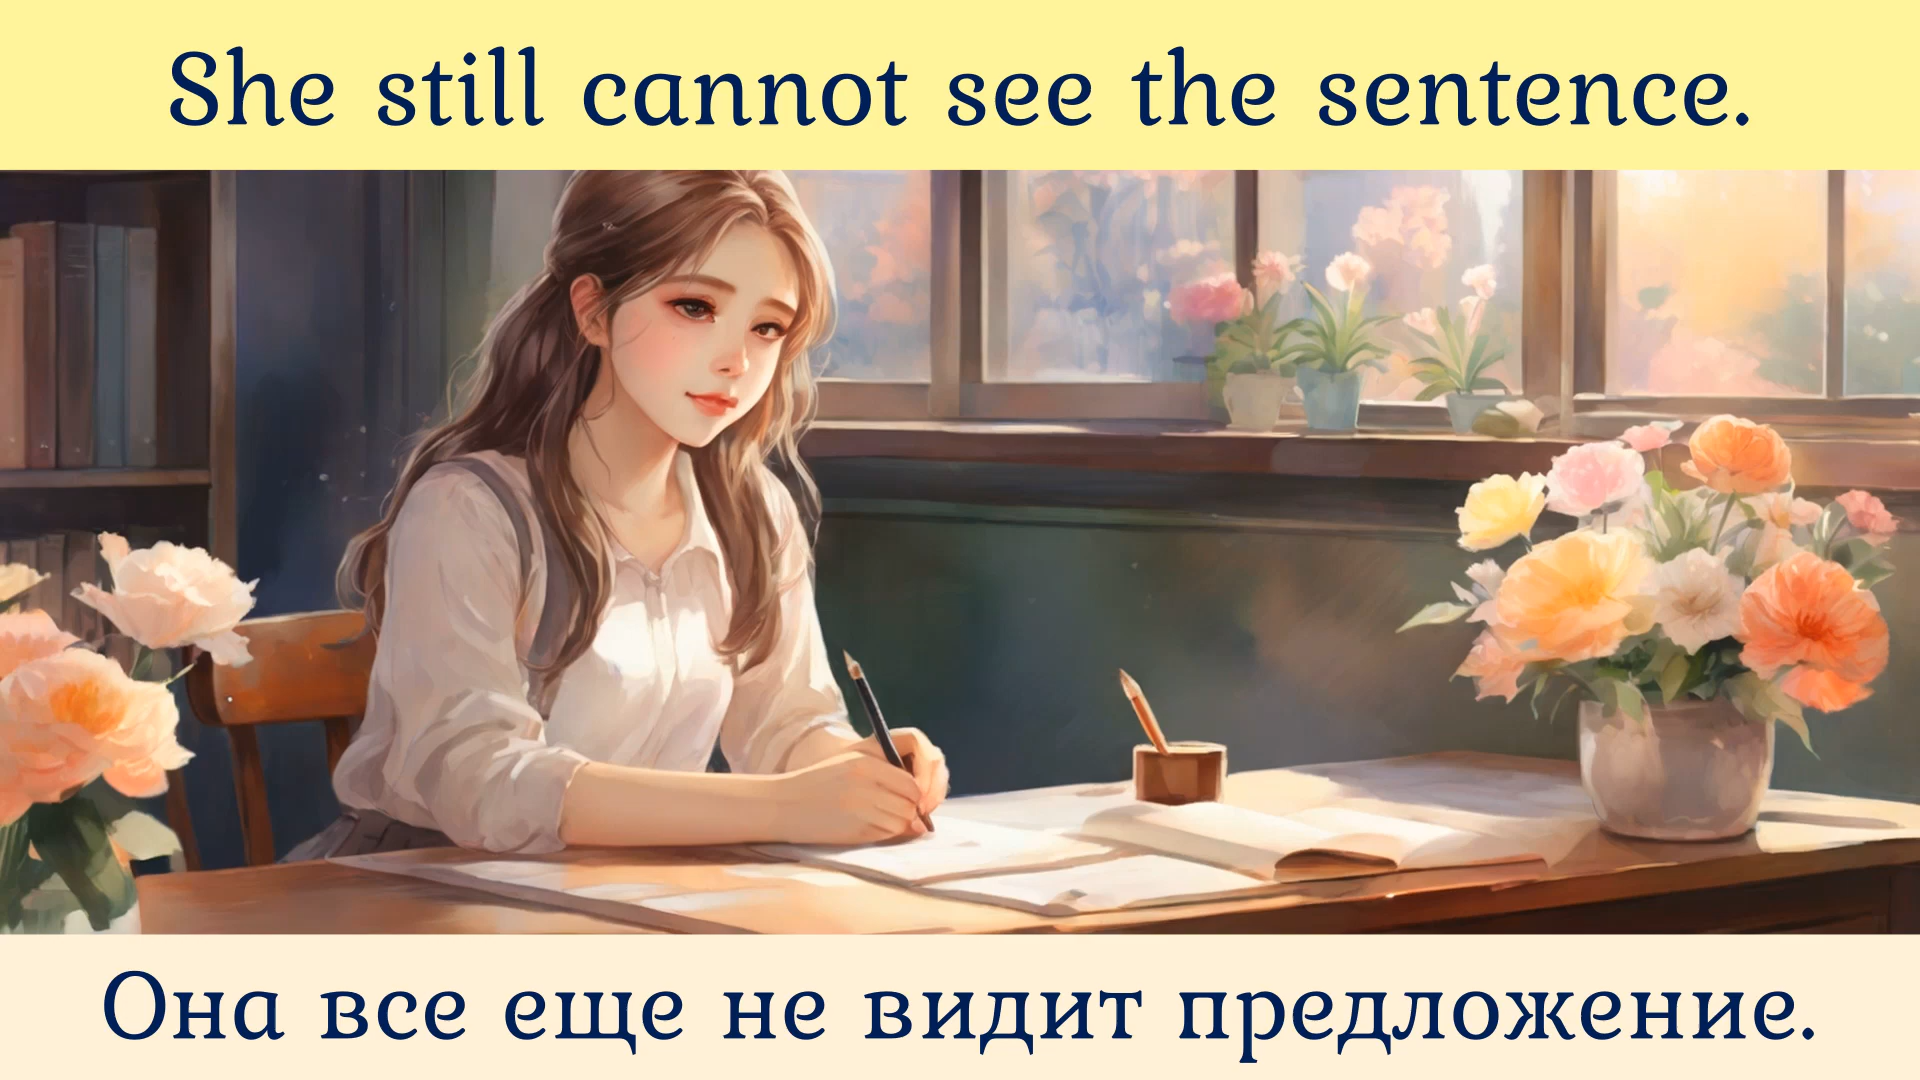 She still cannot see the sentence.
Она все еще не видит предложение.